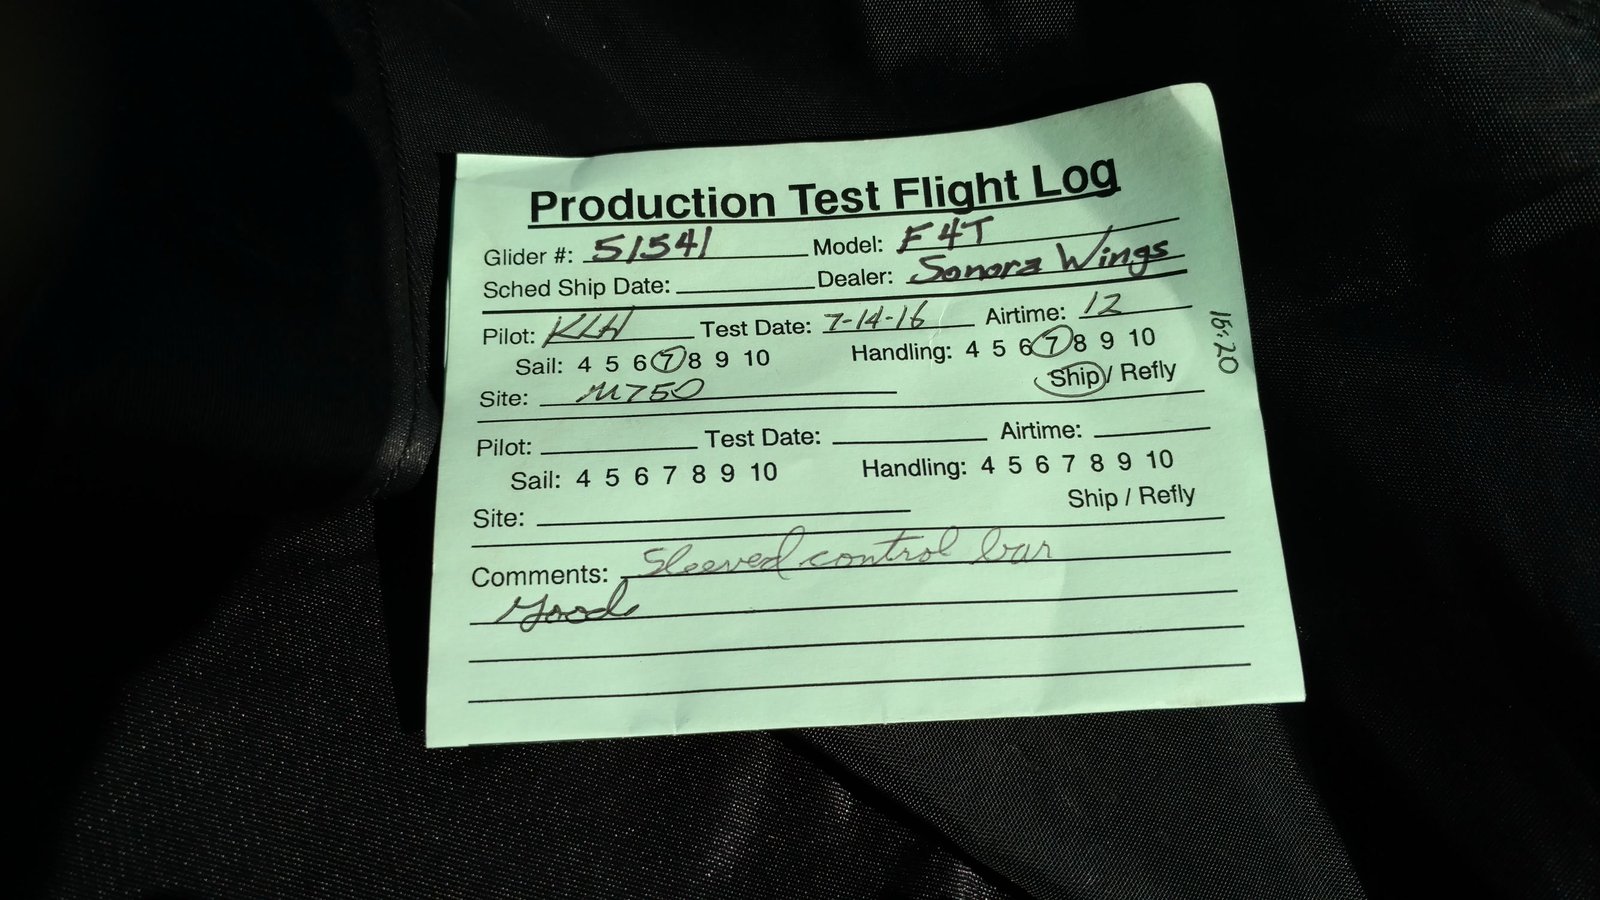 Production Test Flight Log
Glider #: 51541 Model: F4T
Sched Ship Date: Dealer: Sonora Wings
Pilot: KLH Test Date: 7-14-16 Airtime: 12
Sail: 4 5 6 7 8 9 10 Handling: 4 5 6 7 8 9 10
Site: M750 Ship / Refly
15:20
Pilot: Test Date: Airtime:
Sail: 4 5 6 7 8 9 10 Handling: 4 5 6 7 8 9 10
Site: Ship / Refly
Comments: Sleeved control bar
Good